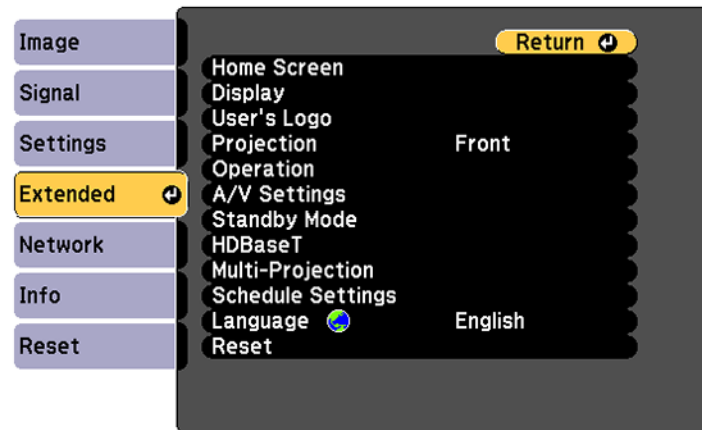 Image
Signal
Settings
Extended
Network
Info
Reset
Return
Home Screen
Display
User's Logo
Projection Front
Operation
A/V Settings
Standby Mode
HDBaseT
Multi-Projection
Schedule Settings
Language English
Reset